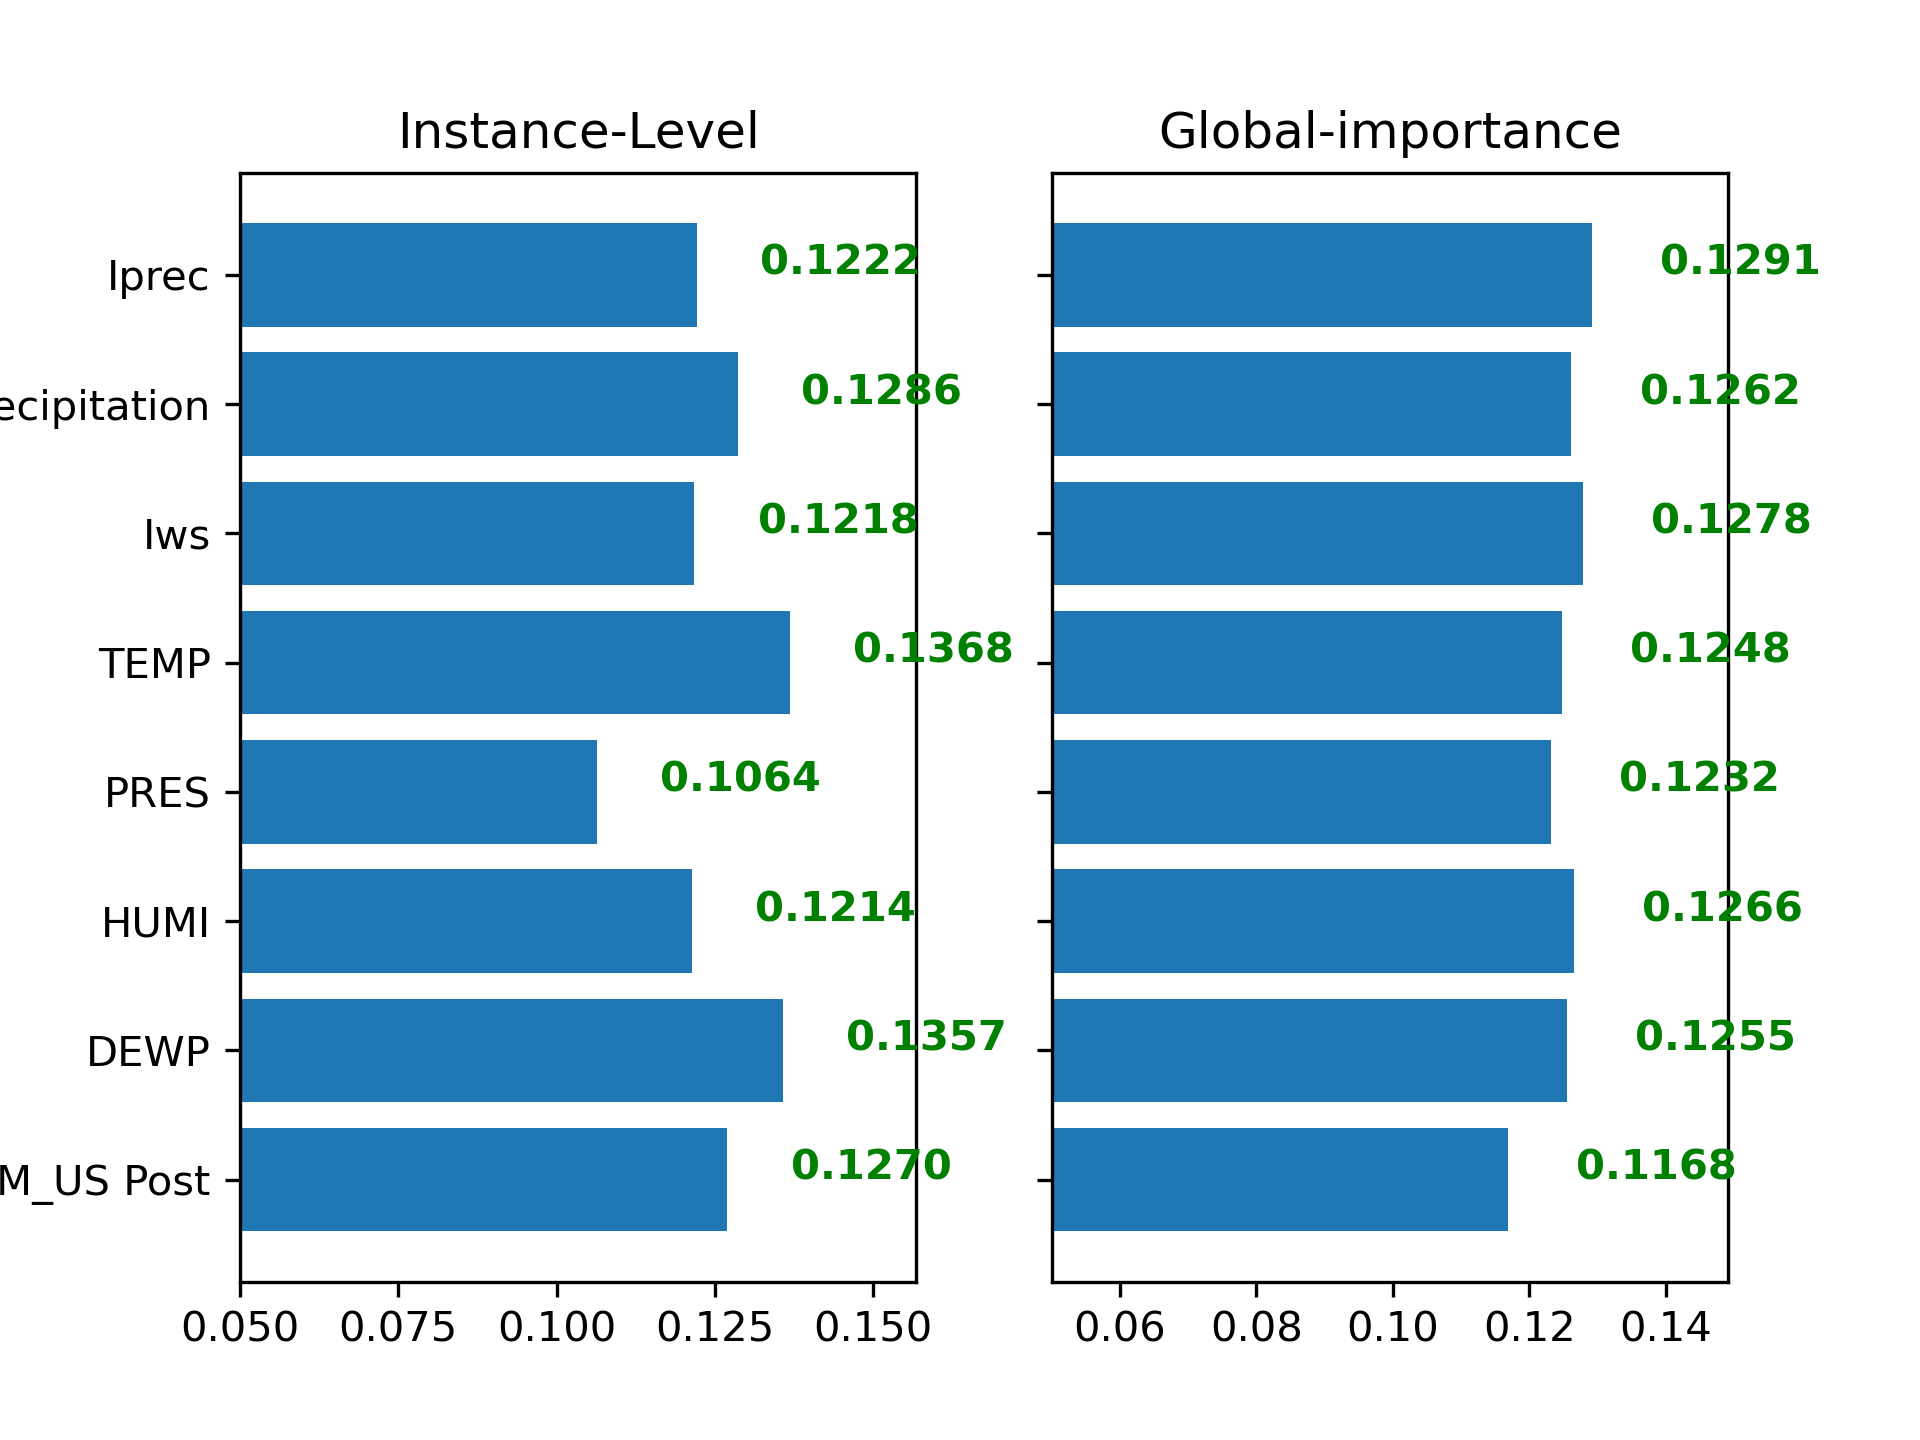 Instance-Level
Global-importance
Iprec
0.1222
0.1291
ecipitation
0.1286
0.1262
Iws
0.1218
0.1278
TEMP
0.1368
0.1248
PRES
0.1064
0.1232
HUMI
0.1214
0.1266
DEWP
0.1357
0.1255
M_US Post
0.1270
0.1168
0.050 0.075 0.100 0.125 0.150
0.06 0.08 0.10 0.12 0.14